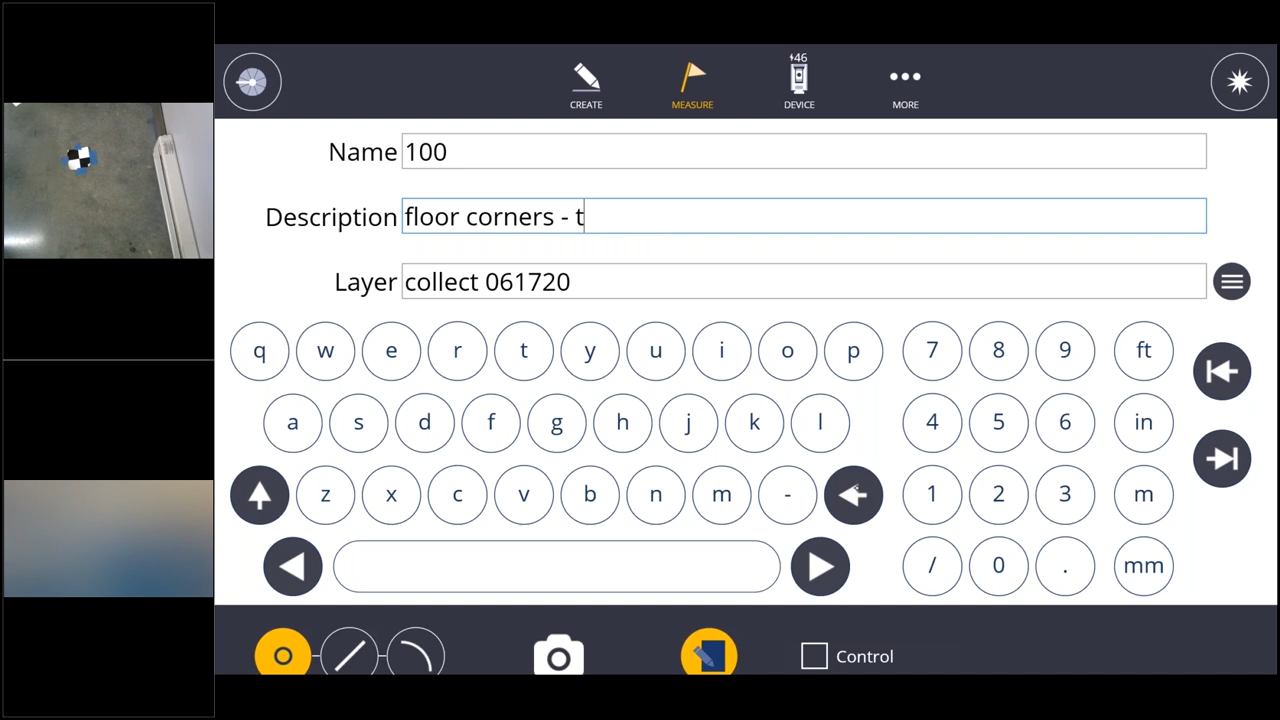 46
CREATE
MEASURE
DEVICE
MORE
Name 100
Description floor corners - t
Layer collect 061720
q w e r t y u i o p 7 8 9 ft
a s d f g h j k l 4 5 6 in
z x c v b n m - 1 2 3 m
/ 0 . mm
Control